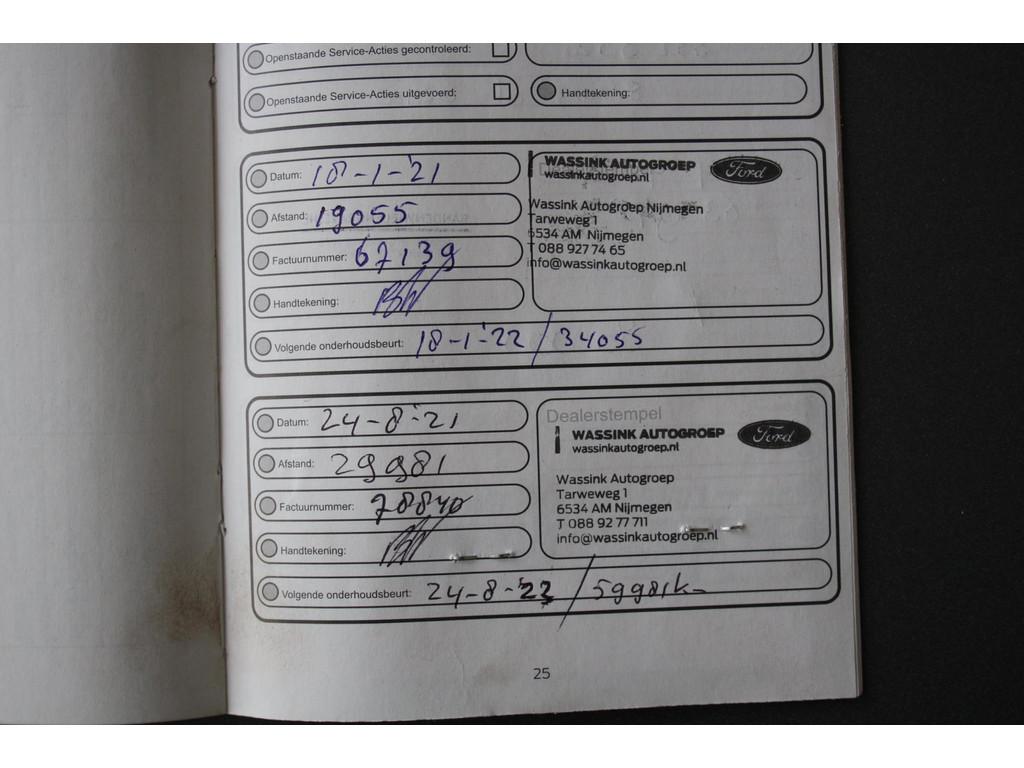 Openstaande Service-Acties gecontroleerd:
Openstaande Service-Acties uitgevoerd:
Handtekening:
Datum: 18-1-'21
Afstand: 19055
Factuurnummer: 67139
Handtekening:
Volgende onderhoudsbeurt: 18-1-'22 / 34055
WASSINK AUTOGROEP Ford
wassinkautogroep.nl
Wassink Autogroep Nijmegen
Tarweweg 1
6534 AM Nijmegen
T 088 927 74 65
info@wassinkautogroep.nl
Datum: 24-8-'21
Afstand: 29981
Factuurnummer: 78840
Handtekening:
Volgende onderhoudsbeurt: 24-8-'23 / 59981k
Dealerstempel
WASSINK AUTOGROEP Ford
wassinkautogroep.nl
Wassink Autogroep
Tarweweg 1
6534 AM Nijmegen
T 088 92 77 711
info@wassinkautogroep.nl
25